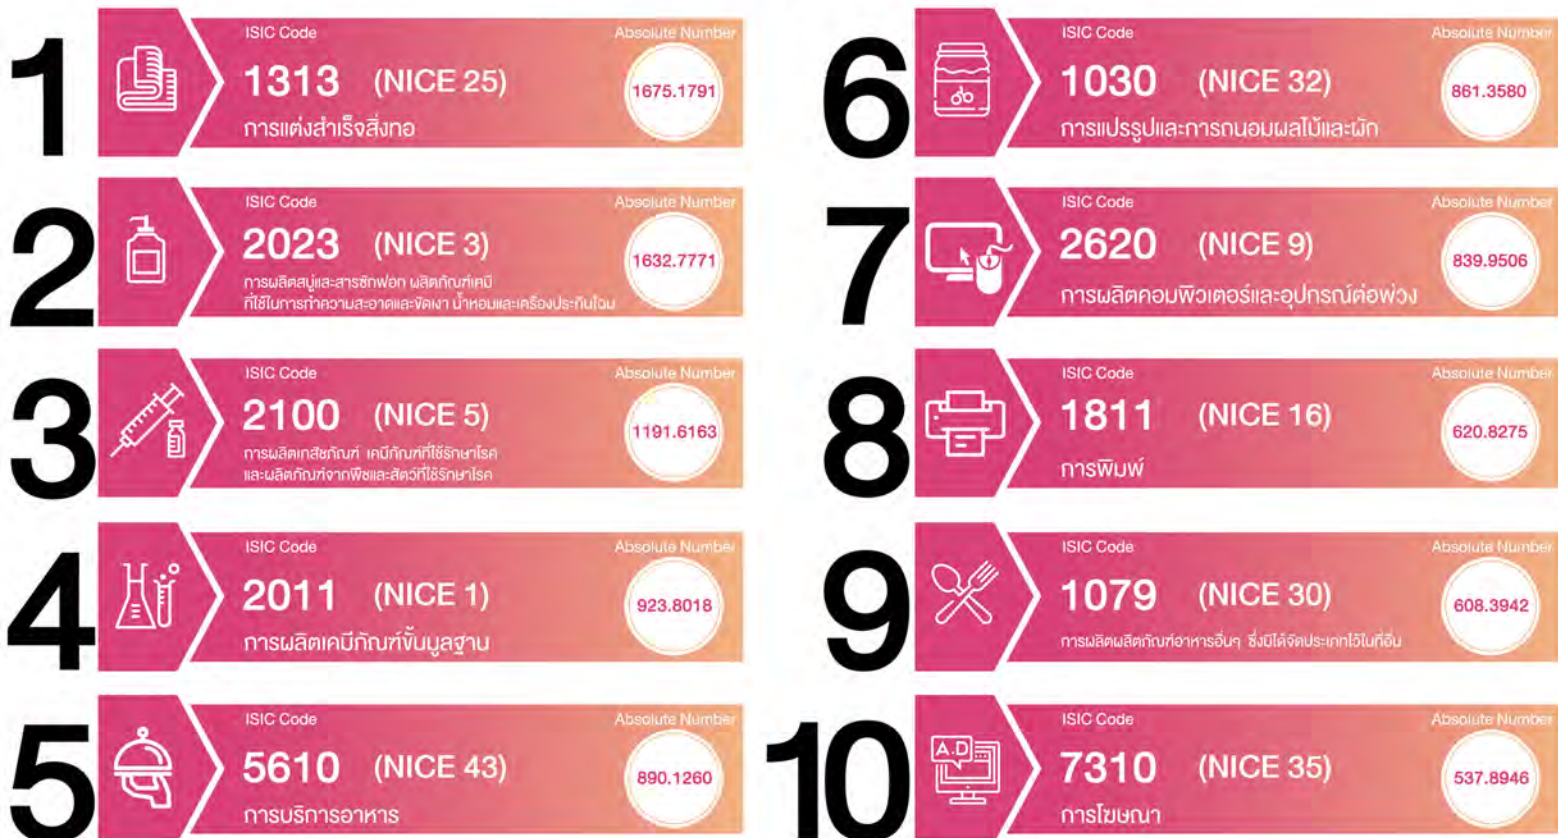 1
ISIC Code
Absolute Number
1313 (NICE 25)
1675.1791
การแต่งสำเร็จสิ่งทอ
2
ISIC Code
Absolute Number
2023 (NICE 3)
1632.7771
การผลิตสบู่และสารซักฟอก ผลิตภัณฑ์เคมี
ที่ใช้ในการทำความสะอาดและขัดเงา น้ำหอมและเครื่องประทินโฉม
3
ISIC Code
Absolute Number
2100 (NICE 5)
1191.6163
การผลิตเภสัชภัณฑ์ เคมีภัณฑ์ที่ใช้รักษาโรค
และผลิตภัณฑ์จากพืชและสัตว์ที่ใช้รักษาโรค
4
ISIC Code
Absolute Number
2011 (NICE 1)
923.8018
การผลิตเคมีภัณฑ์ขั้นมูลฐาน
5
ISIC Code
Absolute Number
5610 (NICE 43)
890.1260
การบริการอาหาร
6
ISIC Code
Absolute Number
1030 (NICE 32)
861.3580
การแปรรูปและการถนอมผลไม้และผัก
7
ISIC Code
Absolute Number
2620 (NICE 9)
839.9506
การผลิตคอมพิวเตอร์และอุปกรณ์ต่อพ่วง
8
ISIC Code
Absolute Number
1811 (NICE 16)
620.8275
การพิมพ์
9
ISIC Code
Absolute Number
1079 (NICE 30)
608.3942
การผลิตผลิตภัณฑ์อาหารอื่นๆ ซึ่งมิได้จัดประเภทไว้ในที่อื่น
10
ISIC Code
Absolute Number
A.D
7310 (NICE 35)
537.8946
การโฆษณา